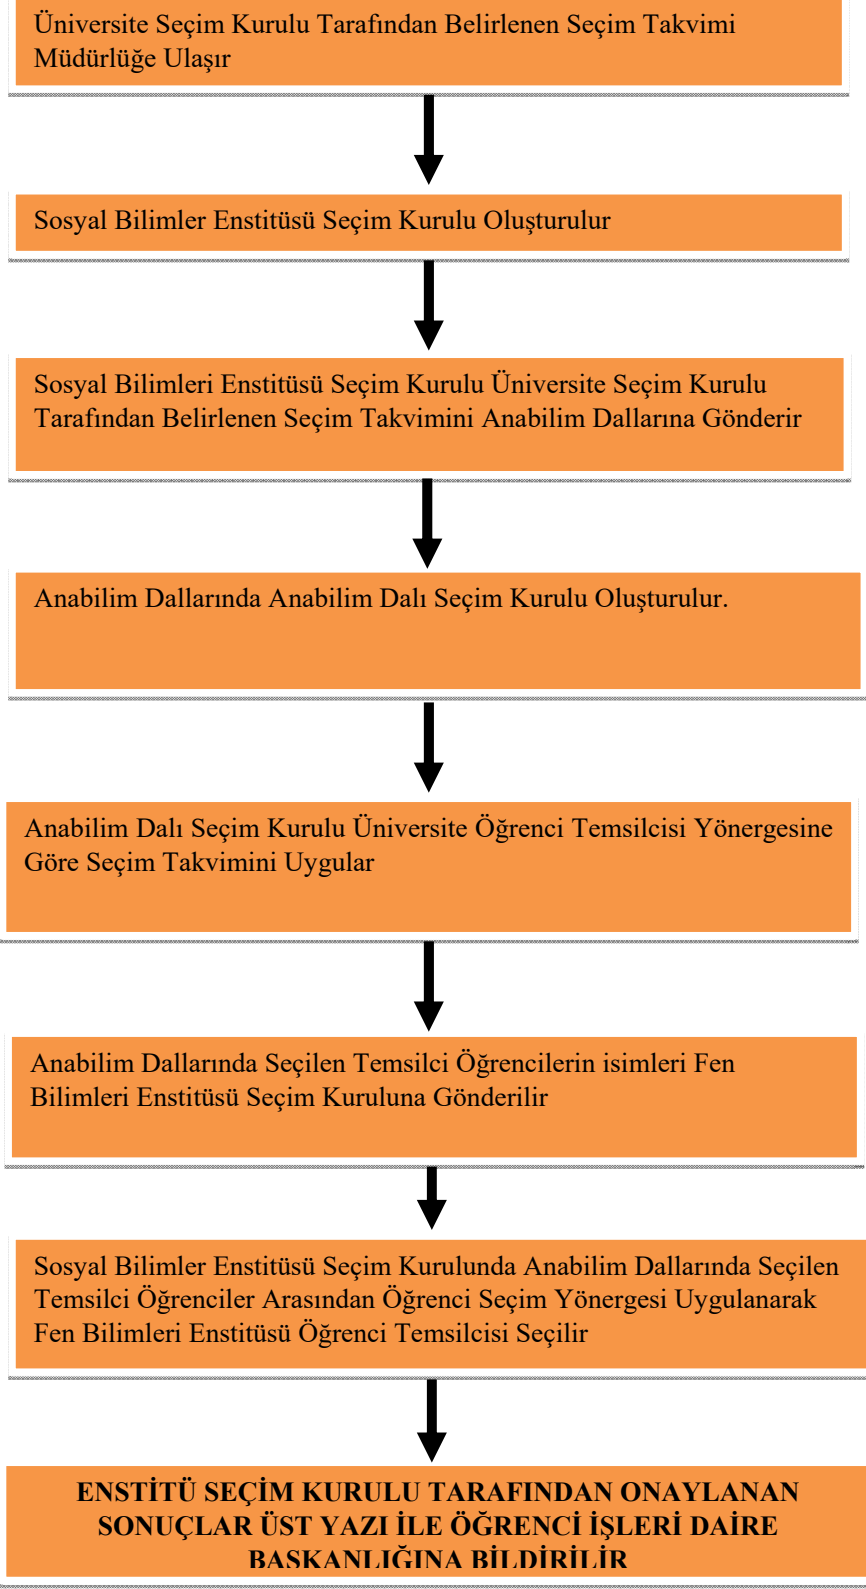 Üniversite Seçim Kurulu Tarafından Belirlenen Seçim Takvimi
Müdürlüğe Ulaşır
Sosyal Bilimler Enstitüsü Seçim Kurulu Oluşturulur
Sosyal Bilimleri Enstitüsü Seçim Kurulu Üniversite Seçim Kurulu
Tarafından Belirlenen Seçim Takvimini Anabilim Dallarına Gönderir
Anabilim Dallarında Anabilim Dalı Seçim Kurulu Oluşturulur.
Anabilim Dalı Seçim Kurulu Üniversite Öğrenci Temsilcisi Yönergesine
Göre Seçim Takvimini Uygular
Anabilim Dallarında Seçilen Temsilci Öğrencilerin isimleri Fen
Bilimleri Enstitüsü Seçim Kuruluna Gönderilir
Sosyal Bilimler Enstitüsü Seçim Kurulunda Anabilim Dallarında Seçilen
Temsilci Öğrenciler Arasından Öğrenci Seçim Yönergesi Uygulanarak
Fen Bilimleri Enstitüsü Öğrenci Temsilcisi Seçilir
ENSTİTÜ SEÇİM KURULU TARAFINDAN ONAYLANAN
SONUÇLAR ÜST YAZI İLE ÖĞRENCİ İŞLERİ DAİRE
BAŞKANLIĞINA BİLDİRİLİR